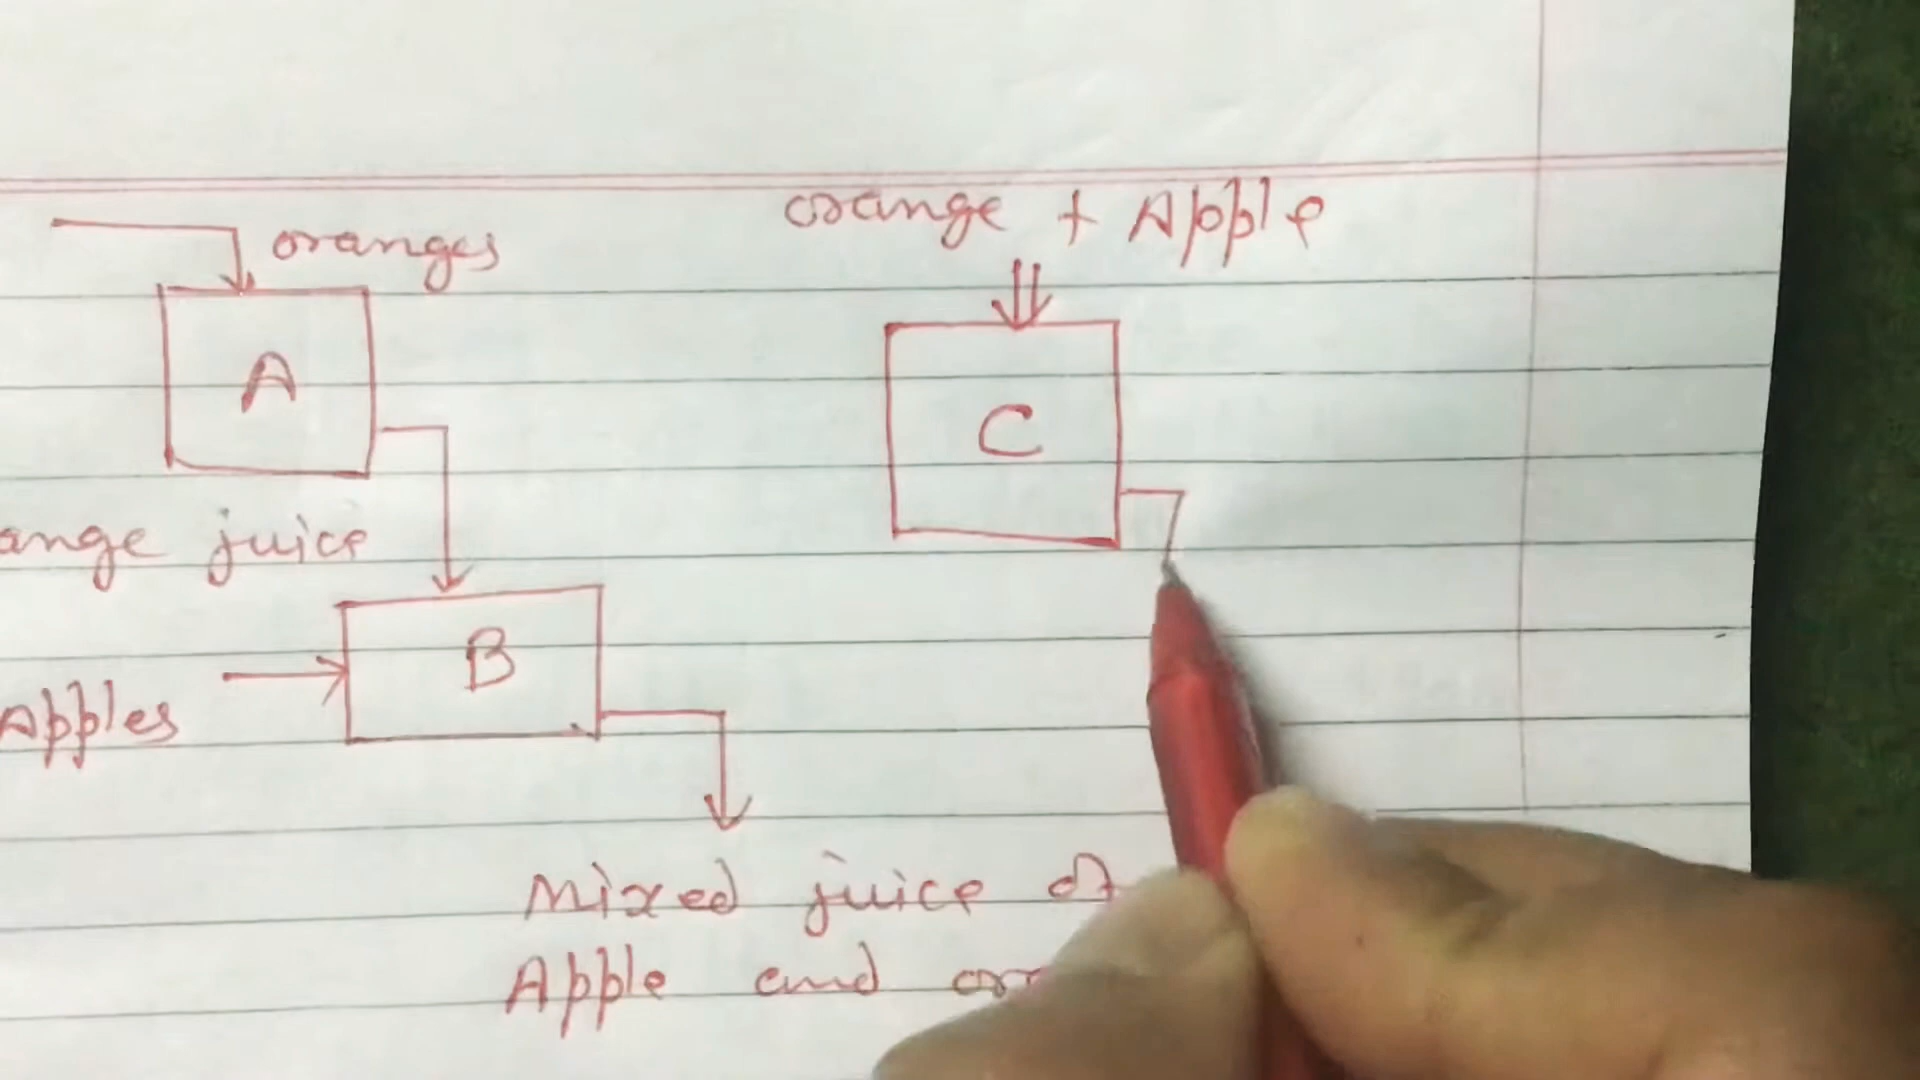 oranges
A
ange juice
Apples
B
orange + Apple
C
Mixed juice of
Apple and